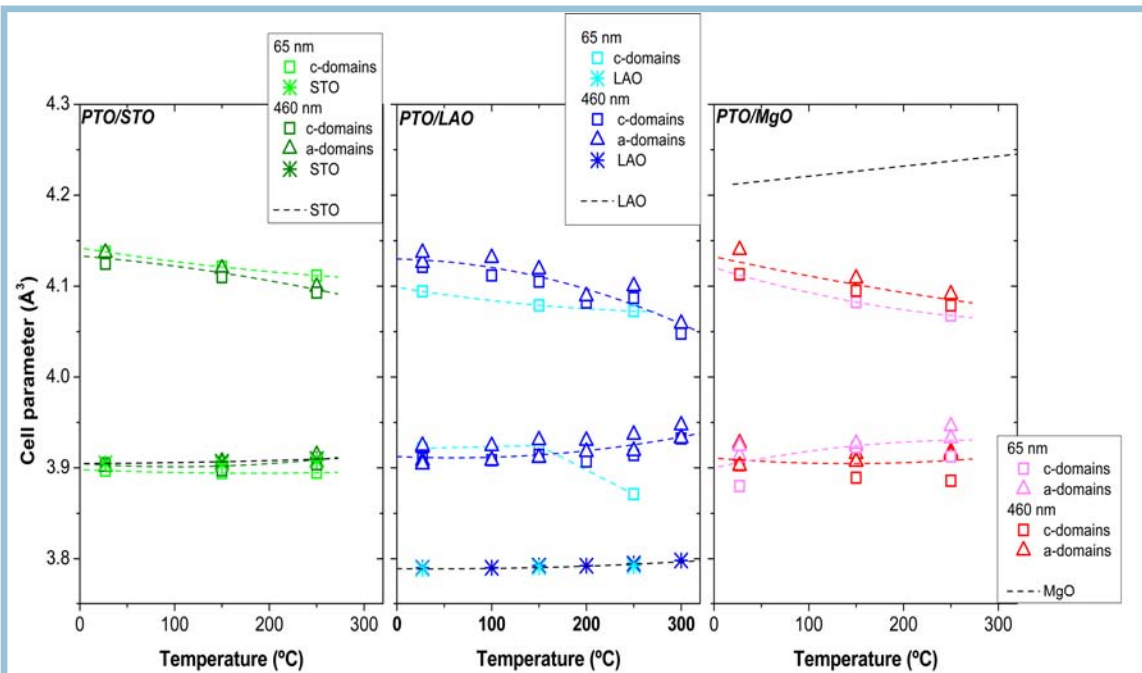 65 nm
c-domains
STO
460 nm
c-domains
a-domains
STO
STO
65 nm
c-domains
LAO
460 nm
c-domains
a-domains
LAO
LAO
PTO/STO
PTO/LAO
PTO/MgO
4.3
4.2
4.1
4.0
3.9
3.8
Cell parameter (Å³)
65 nm
c-domains
a-domains
460 nm
c-domains
a-domains
MgO
0 100 200 300 0 100 200 300 0 100 200 300
Temperature (ºC) Temperature (ºC) Temperature (ºC)